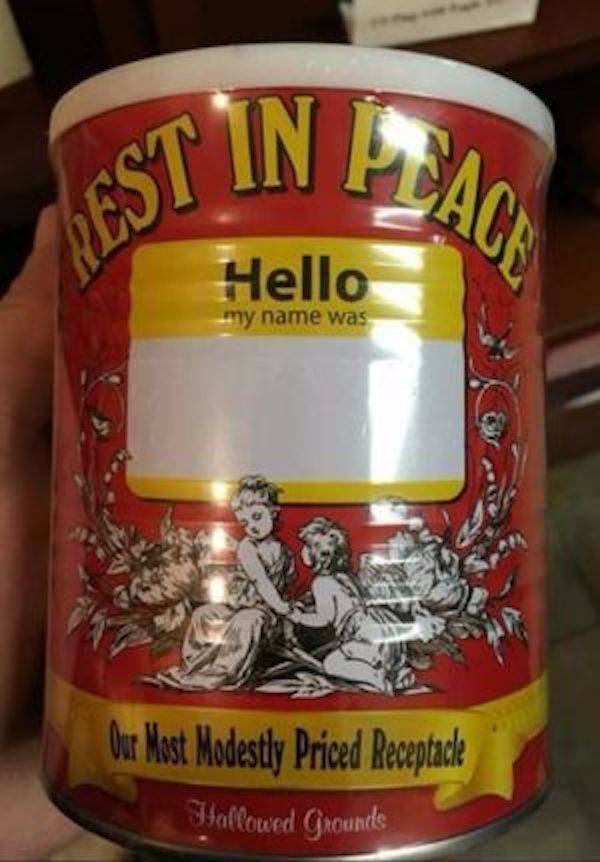 REST IN PEACE
Hello
my name was
Our Most Modestly Priced Receptacle
Hallowed Grounds